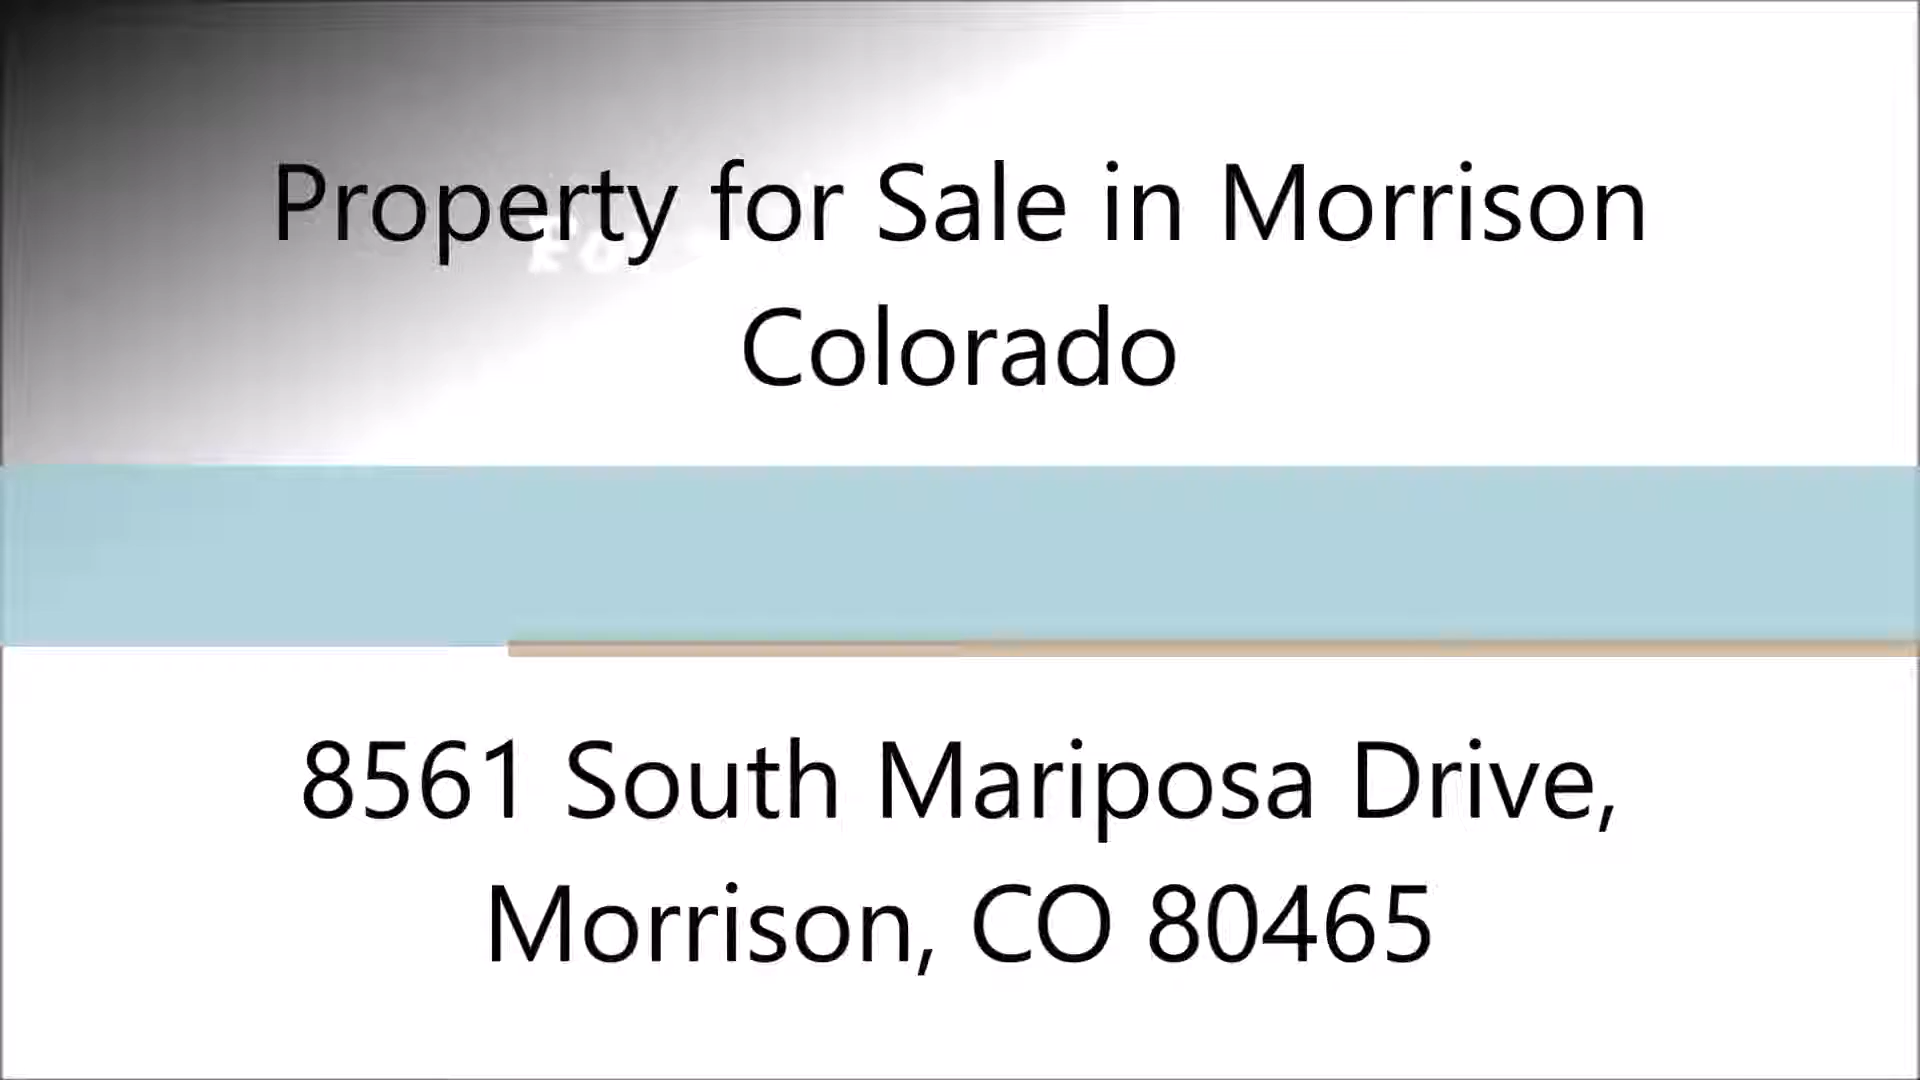 Property for Sale in Morrison
Colorado
8561 South Mariposa Drive,
Morrison, CO 80465